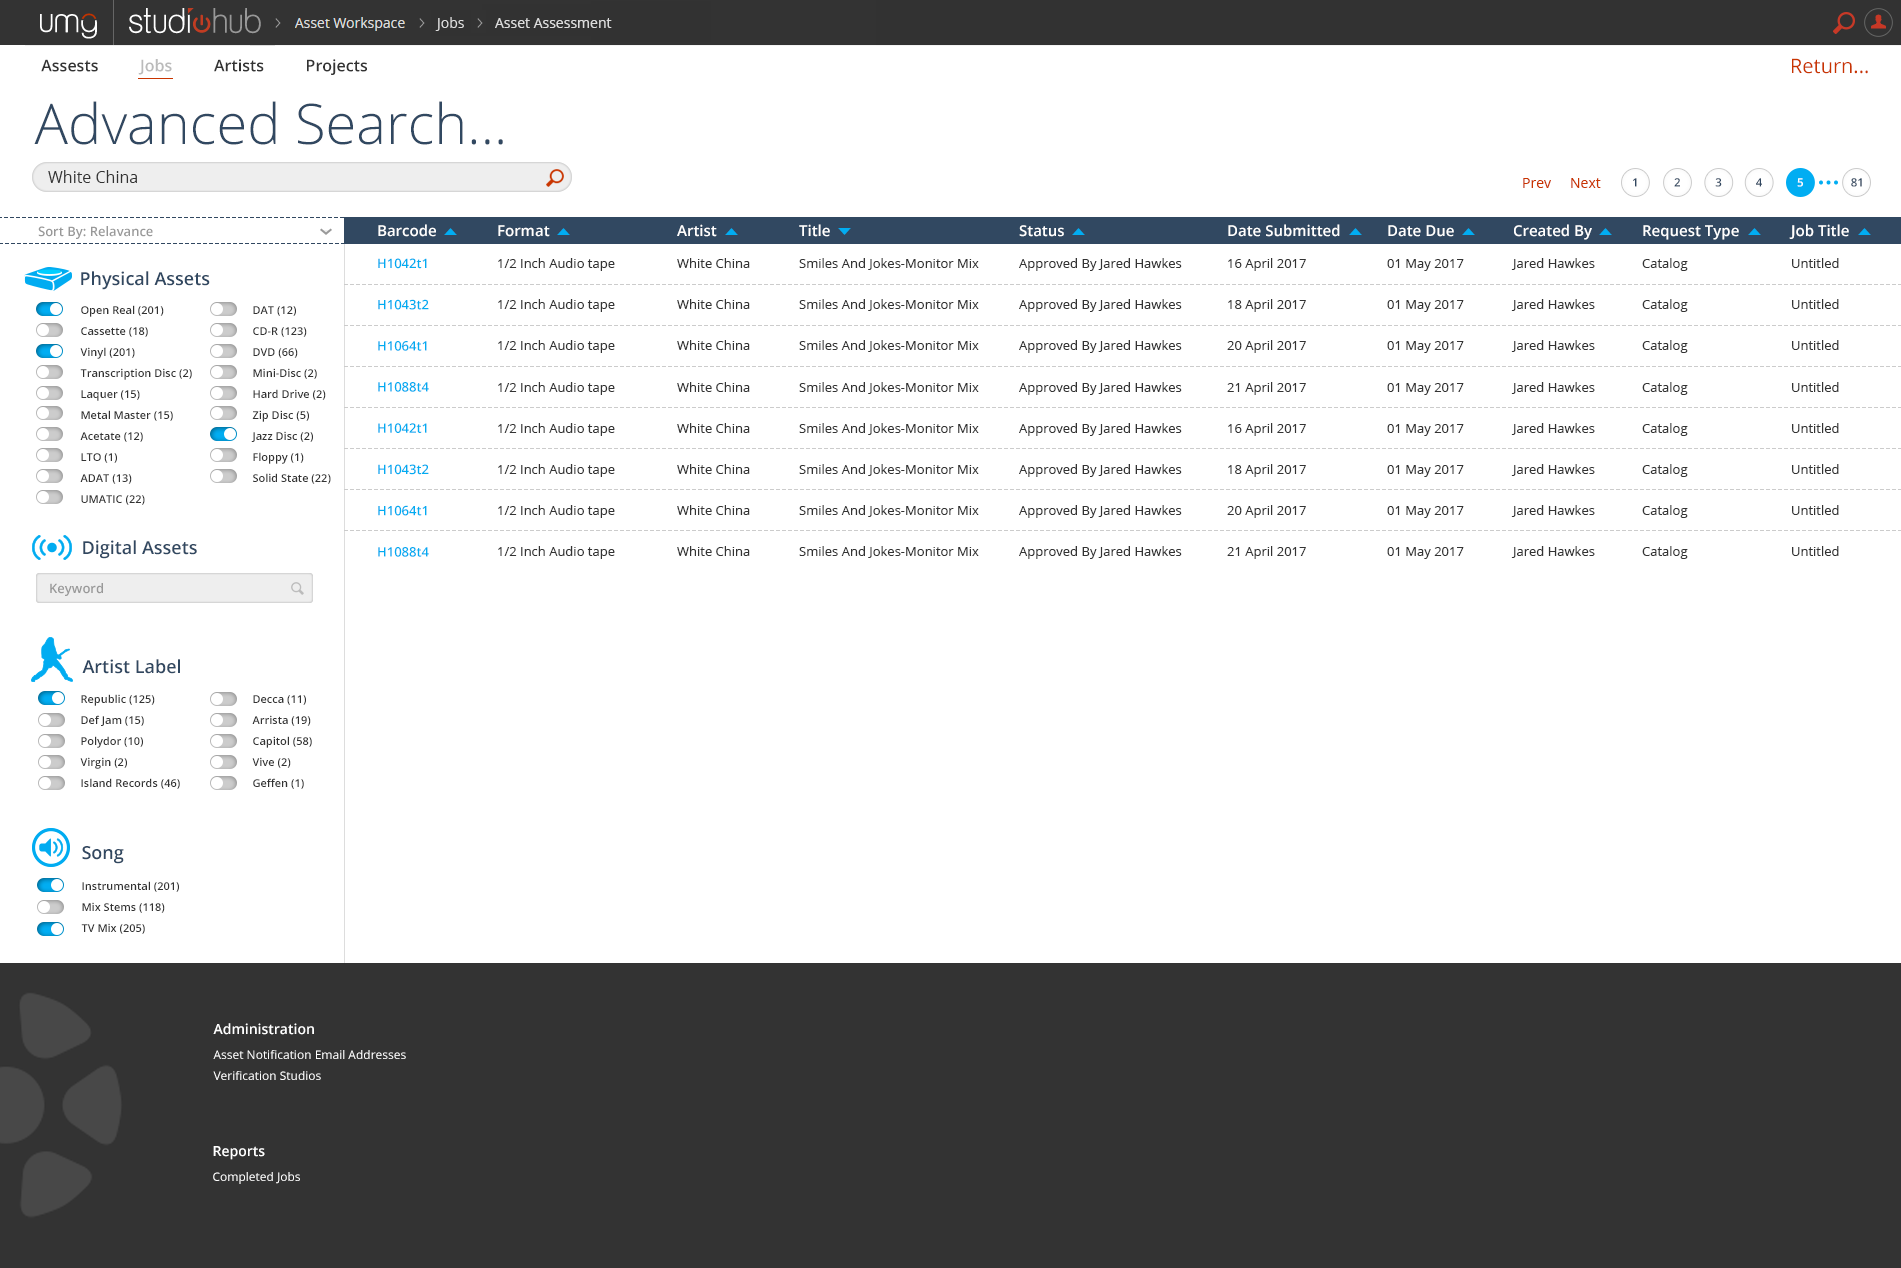 umg studiohub > Asset Workspace > Jobs > Asset Assessment
Assests Jobs Artists Projects Return...
Advanced Search...
White China
Prev Next 1 2 3 4 5 ••• 81
Sort By: Relavance
Barcode Format Artist Title Status Date Submitted Date Due Created By Request Type Job Title
H1042t1 1/2 Inch Audio tape White China Smiles And Jokes-Monitor Mix Approved By Jared Hawkes 16 April 2017 01 May 2017 Jared Hawkes Catalog Untitled
H1043t2 1/2 Inch Audio tape White China Smiles And Jokes-Monitor Mix Approved By Jared Hawkes 18 April 2017 01 May 2017 Jared Hawkes Catalog Untitled
H1064t1 1/2 Inch Audio tape White China Smiles And Jokes-Monitor Mix Approved By Jared Hawkes 20 April 2017 01 May 2017 Jared Hawkes Catalog Untitled
H1088t4 1/2 Inch Audio tape White China Smiles And Jokes-Monitor Mix Approved By Jared Hawkes 21 April 2017 01 May 2017 Jared Hawkes Catalog Untitled
H1042t1 1/2 Inch Audio tape White China Smiles And Jokes-Monitor Mix Approved By Jared Hawkes 16 April 2017 01 May 2017 Jared Hawkes Catalog Untitled
H1043t2 1/2 Inch Audio tape White China Smiles And Jokes-Monitor Mix Approved By Jared Hawkes 18 April 2017 01 May 2017 Jared Hawkes Catalog Untitled
H1064t1 1/2 Inch Audio tape White China Smiles And Jokes-Monitor Mix Approved By Jared Hawkes 20 April 2017 01 May 2017 Jared Hawkes Catalog Untitled
H1088t4 1/2 Inch Audio tape White China Smiles And Jokes-Monitor Mix Approved By Jared Hawkes 21 April 2017 01 May 2017 Jared Hawkes Catalog Untitled
Physical Assets
Open Real (201) DAT (12)
Cassette (18) CD-R (123)
Vinyl (201) DVD (66)
Transcription Disc (2) Mini-Disc (2)
Laquer (15) Hard Drive (2)
Metal Master (15) Zip Disc (5)
Acetate (12) Jazz Disc (2)
LTO (1) Floppy (1)
ADAT (13) Solid State (22)
UMATIC (22)
Digital Assets
Keyword
Artist Label
Republic (125) Decca (11)
Def Jam (15) Arrista (19)
Polydor (10) Capitol (58)
Virgin (2) Vive (2)
Island Records (46) Geffen (1)
Song
Instrumental (201)
Mix Stems (118)
TV Mix (205)
Administration
Asset Notification Email Addresses
Verification Studios
Reports
Completed Jobs